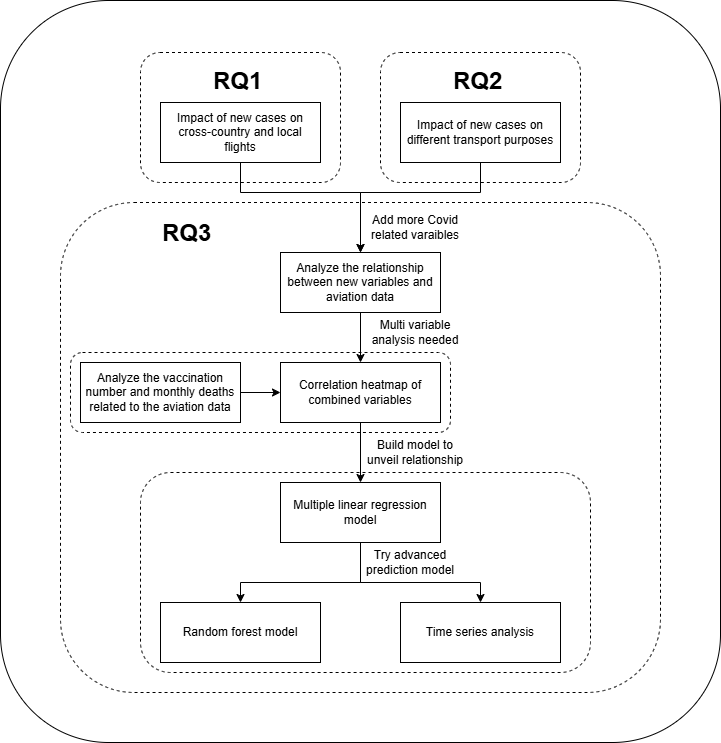 RQ1
RQ2
Impact of new cases on
cross-country and local
flights
Impact of new cases on
different transport purposes
RQ3
Add more Covid
related varaibles
Analyze the relationship
between new variables and
aviation data
Multi variable
analysis needed
Analyze the vaccination
number and monthly deaths
related to the aviation data
Correlation heatmap of
combined variables
Build model to
unveil relationship
Multiple linear regression
model
Try advanced
prediction model
Random forest model
Time series analysis